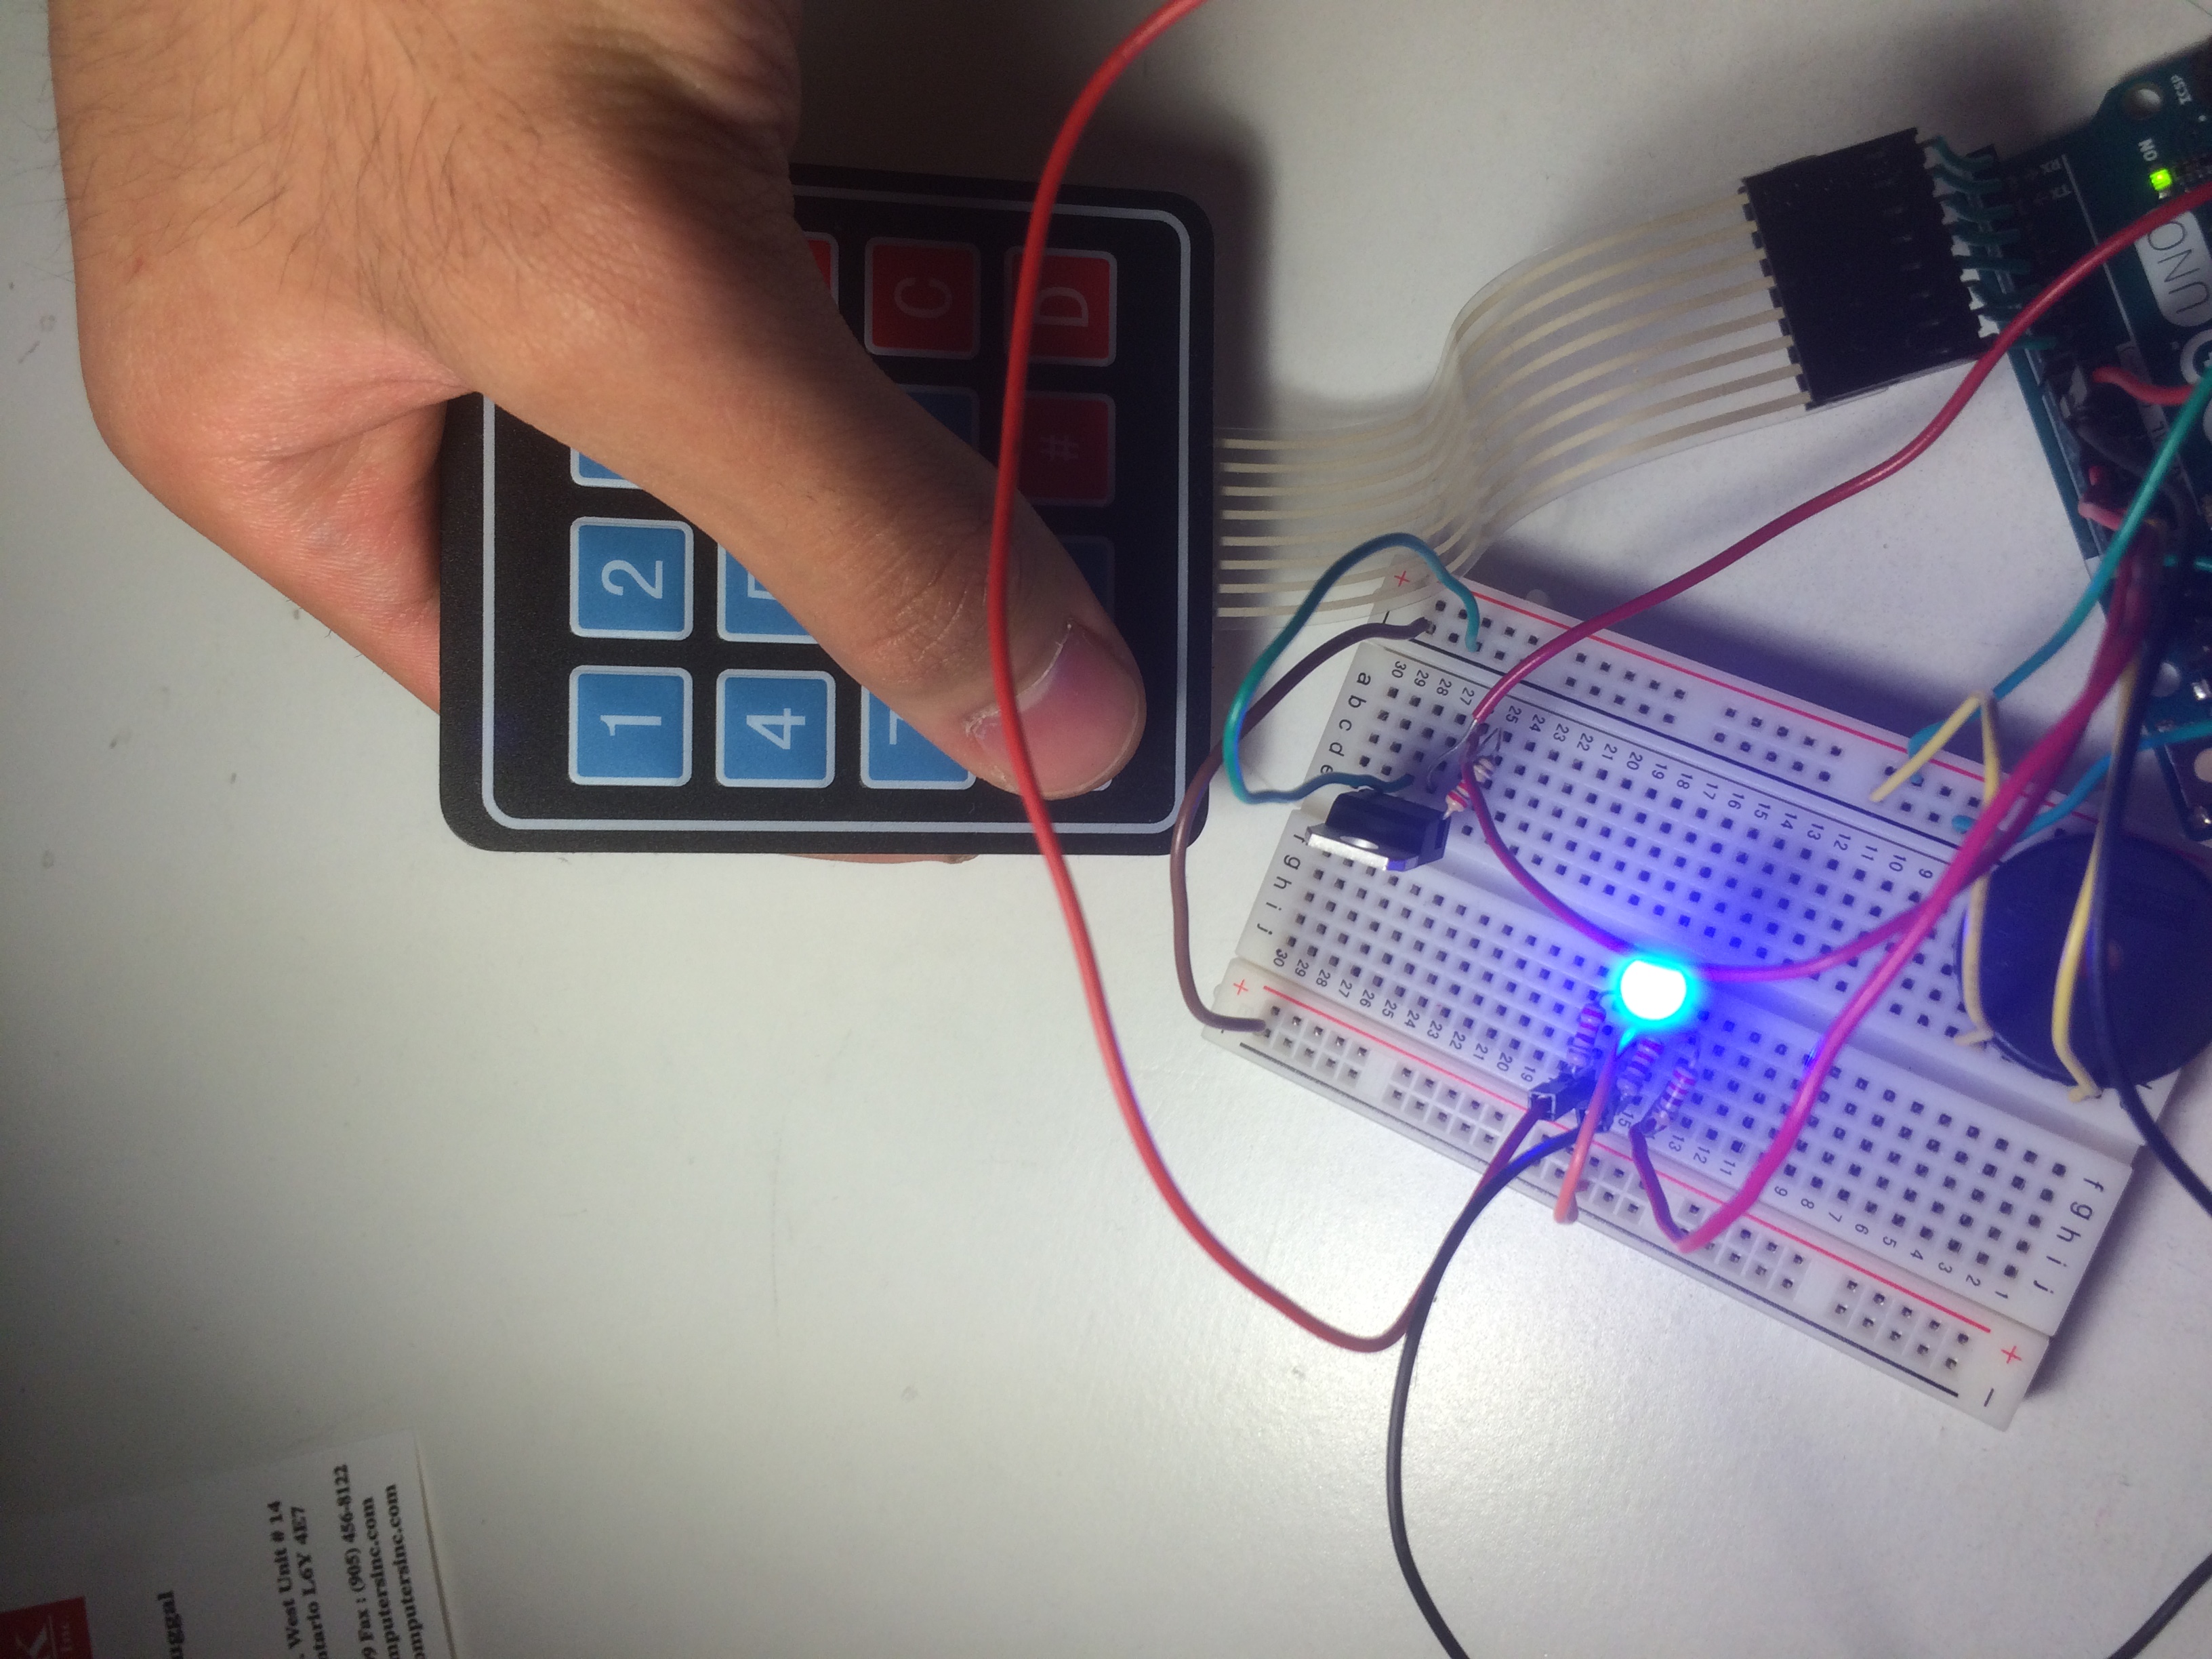 K
Inc.
uggal
. West Unit # 14
ntario L6Y 4E7
9 Fax : (905) 456-8122
mputersinc.com
omputersinc.com
1 2
4 5
7 C
# D
- +
j i h g f e d c b a
30 30
29 29
28 28
27 27
26
25 25
24 24
23 23
22 22
21 21
20 20
19 19
18
17
16
15 15
14
13 13
12 12
11 11
10
9 9
8
7
6
5
4
3
2
1
j i h g f
- +
- +
TX
RX
UNO
ON
ICSP